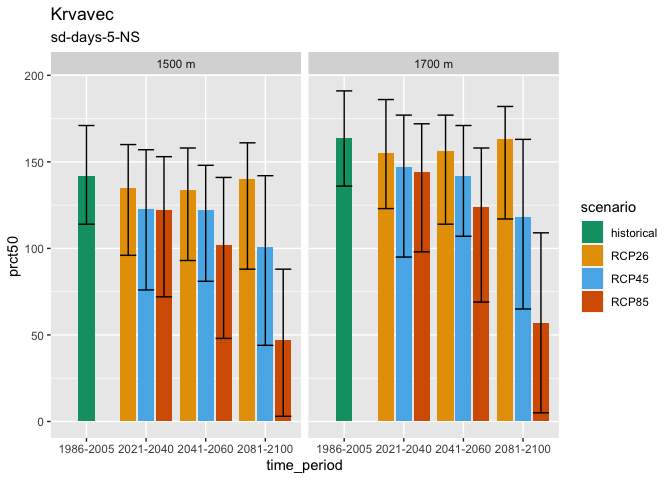 Krvavec
sd-days-5-NS
1500 m
1700 m
200
150
100
50
0
prct50
1986-2005 2021-2040 2041-2060 2081-2100
1986-2005 2021-2040 2041-2060 2081-2100
time_period
scenario
historical
RCP26
RCP45
RCP85